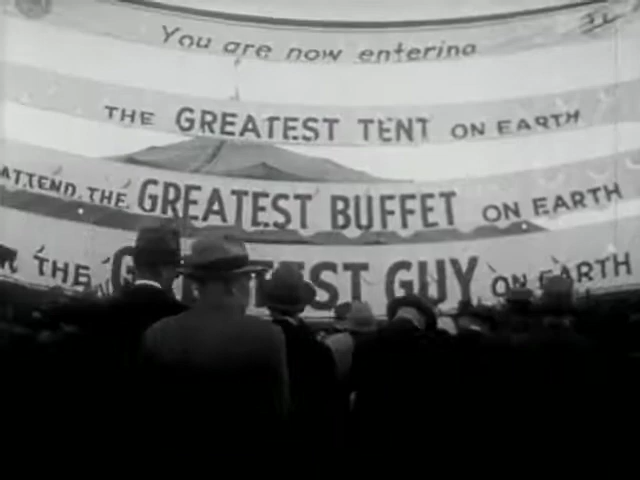 You are now entering
THE GREATEST TENT ON EARTH
ATTEND THE GREATEST BUFFET ON EARTH
THE GREATEST GUY ON EARTH